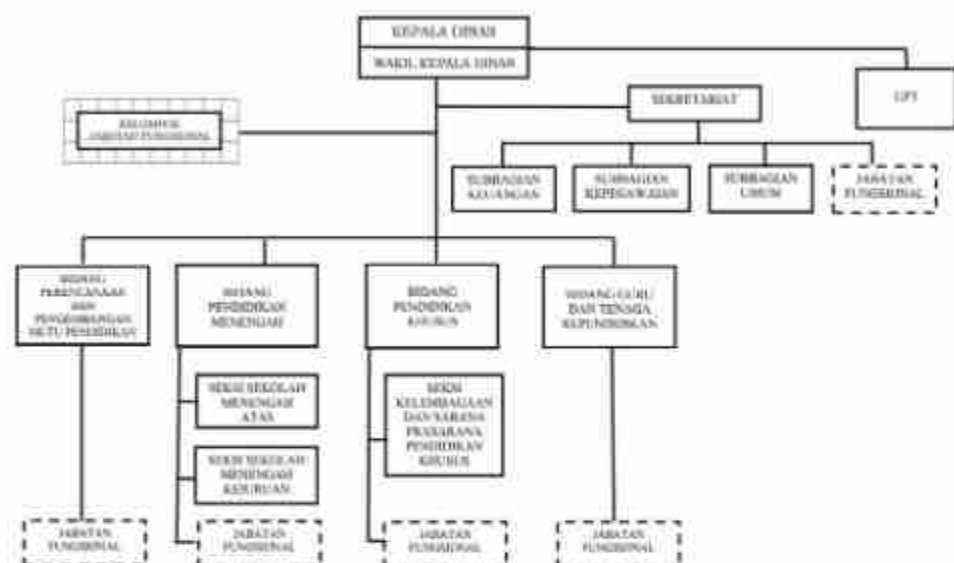 KEPALA DINAS
WAKIL KEPALA DINAS
SEKRETARIAT
UPT
KELOMPOK
JABATAN FUNGSIONAL
SUBBAGIAN
KEUANGAN
SUBBAGIAN
KEPEGAWAIAN
SUBBAGIAN
UMUM
JABATAN
FUNGSIONAL
BIDANG
PERENCANAAN
DAN
PENGEMBANGAN
MUTU PENDIDIKAN
BIDANG
PENDIDIKAN
MENENGAH
BIDANG
PENDIDIKAN
KHUSUS
BIDANG GURU
DAN TENAGA
KEPENDIDIKAN
SEKSI SEKOLAH
MENENGAH
ATAS
SEKSI
KELEMBAGAAN
DAN SARANA
PRASARANA
PENDIDIKAN
KHUSUS
SEKSI SEKOLAH
MENENGAH
KEJURUAN
JABATAN
FUNGSIONAL
JABATAN
FUNGSIONAL
JABATAN
FUNGSIONAL
JABATAN
FUNGSIONAL